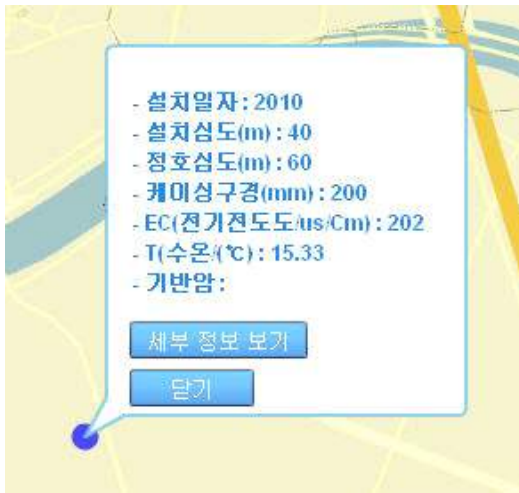 - 설치일자 : 2010
- 설치심도(m) : 40
- 정호심도(m) : 60
- 케이싱구경(mm) : 200
- EC(전기전도도/us/Cm) : 202
- T(수온/(℃) : 15.33
- 기반암 :
세부 정보 보기
닫기